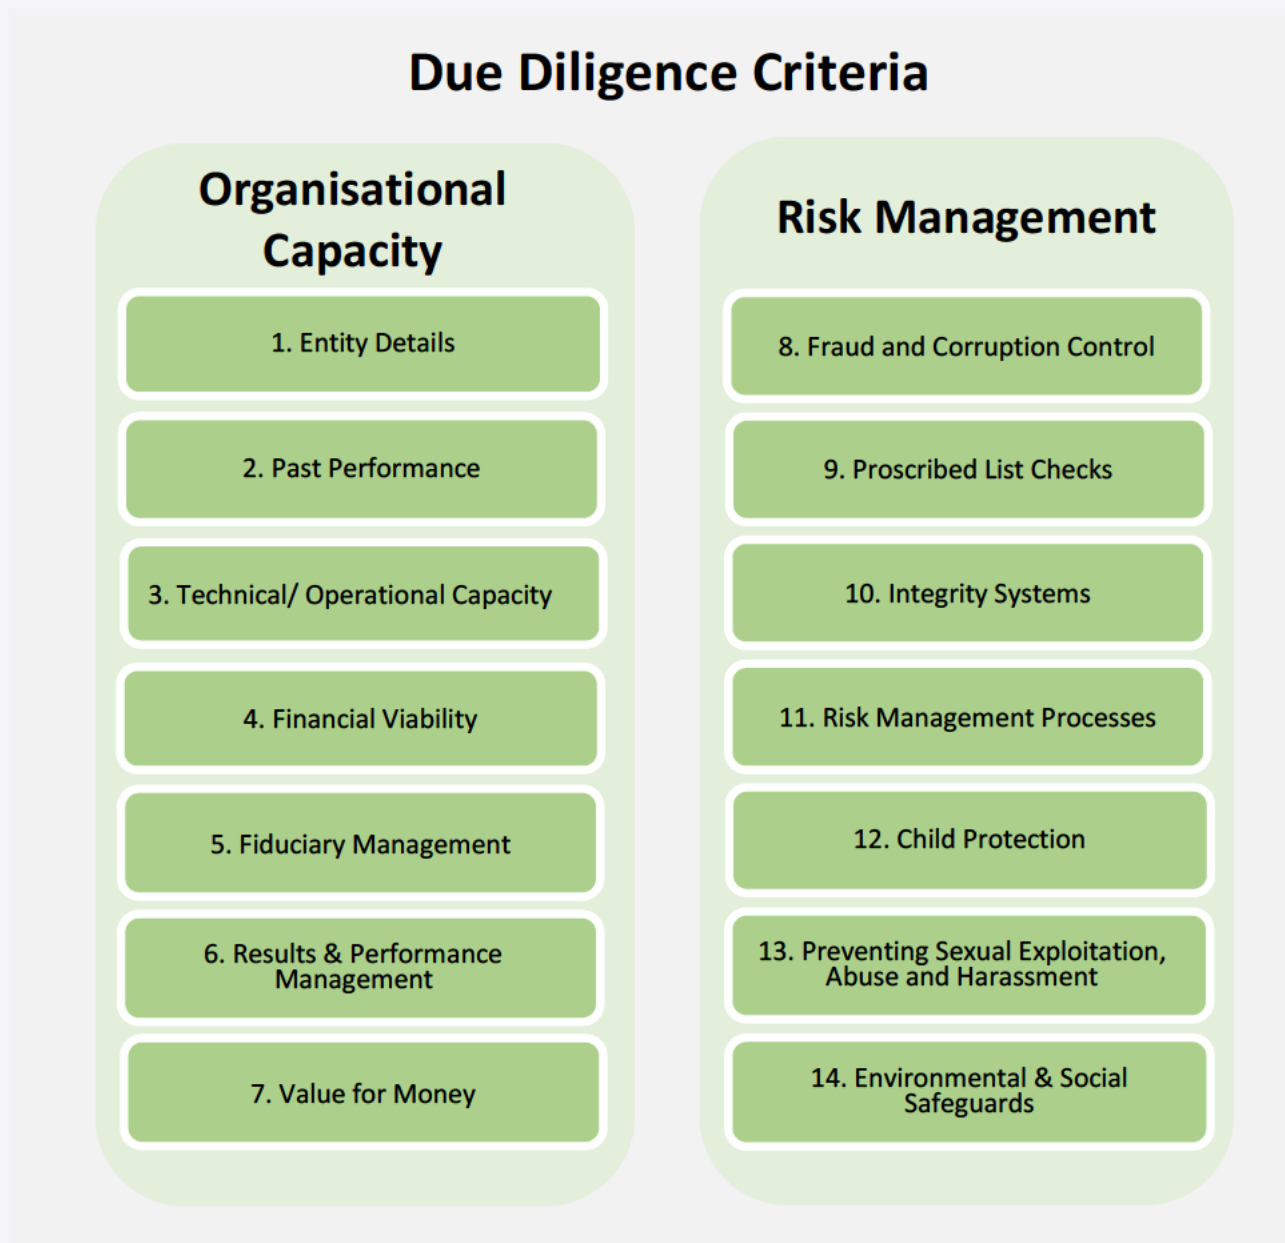 Due Diligence Criteria
Organisational
Capacity
1. Entity Details
2. Past Performance
3. Technical/ Operational Capacity
4. Financial Viability
5. Fiduciary Management
6. Results & Performance
Management
7. Value for Money
Risk Management
8. Fraud and Corruption Control
9. Proscribed List Checks
10. Integrity Systems
11. Risk Management Processes
12. Child Protection
13. Preventing Sexual Exploitation,
Abuse and Harassment
14. Environmental & Social
Safeguards